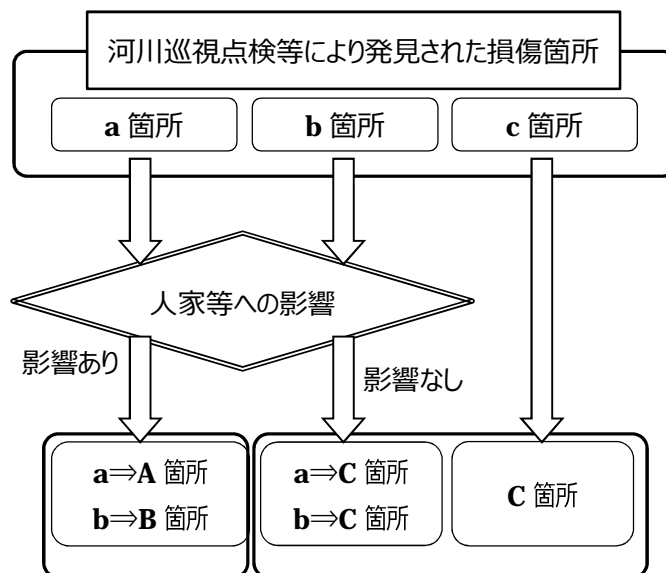 河川巡視点検等により発見された損傷箇所
a 箇所
b 箇所
c 箇所
人家等への影響
影響あり
影響なし
a⇒A 箇所
b⇒B 箇所
a⇒C 箇所
b⇒C 箇所
C 箇所